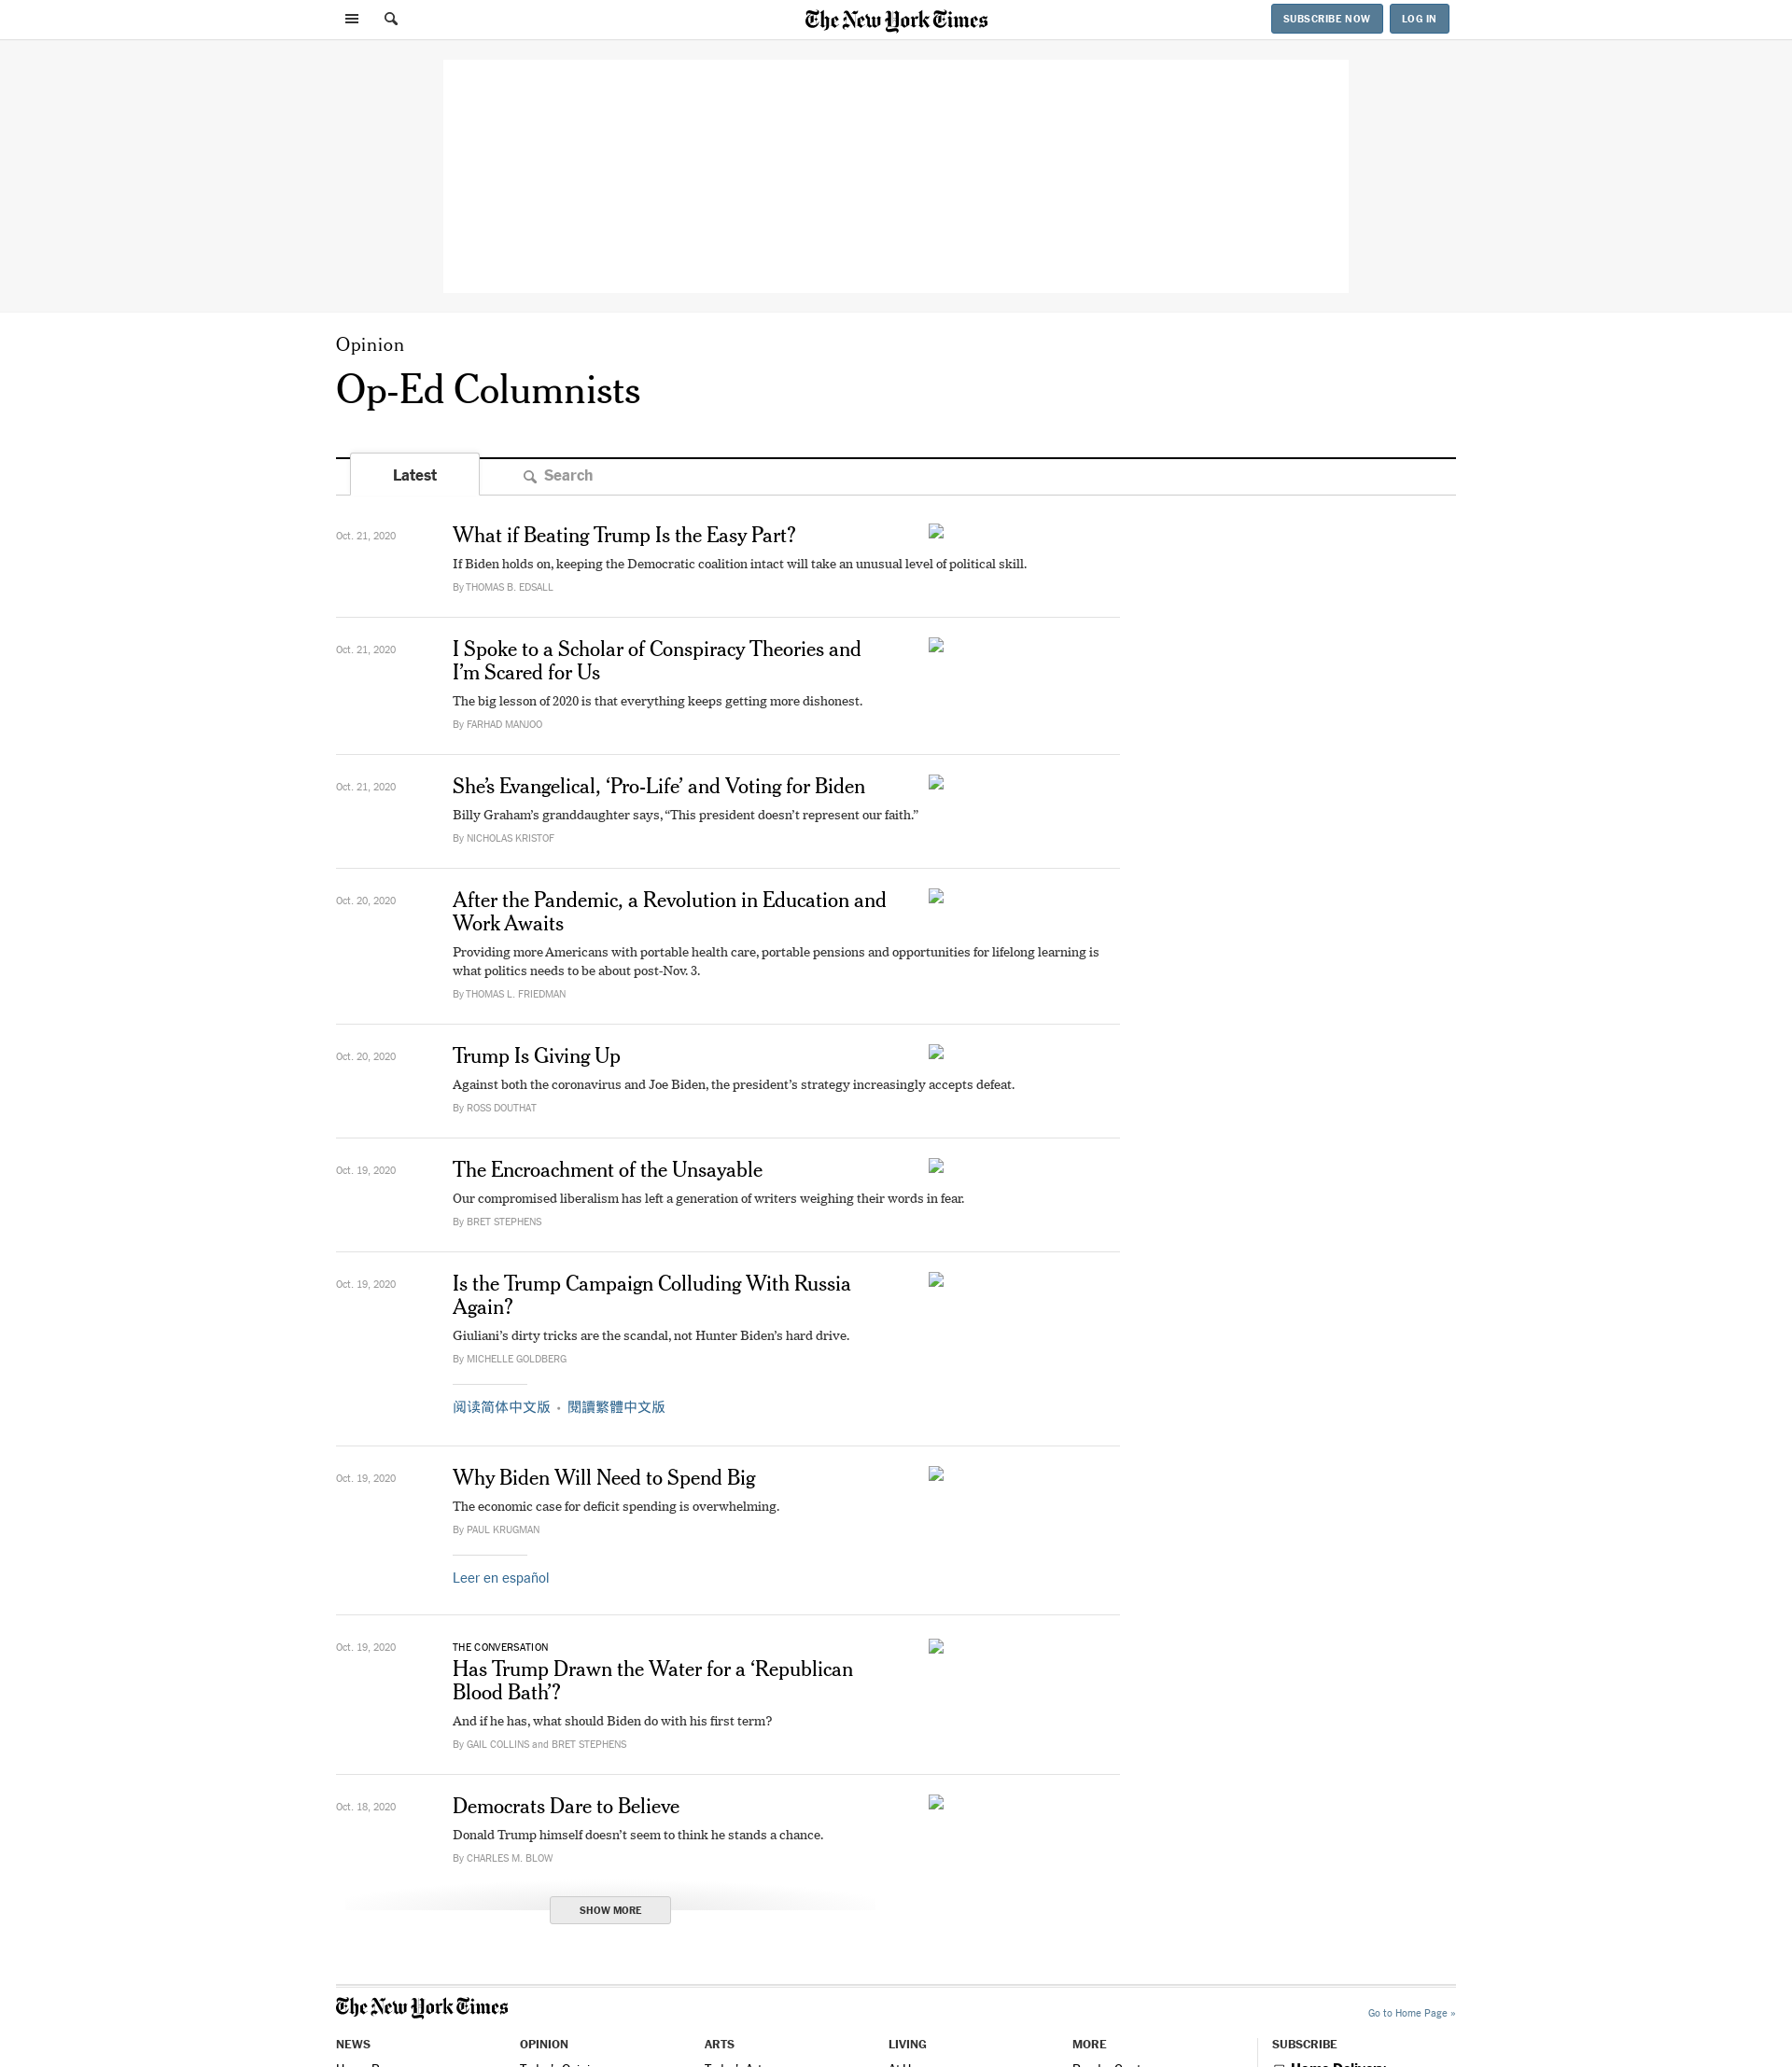 The New York Times
SUBSCRIBE NOW
LOG IN
Opinion
Op-Ed Columnists
Latest
Search
Oct. 21, 2020
What if Beating Trump Is the Easy Part?
If Biden holds on, keeping the Democratic coalition intact will take an unusual level of political skill.
By THOMAS B. EDSALL
Oct. 21, 2020
I Spoke to a Scholar of Conspiracy Theories and
I’m Scared for Us
The big lesson of 2020 is that everything keeps getting more dishonest.
By FARHAD MANJOO
Oct. 21, 2020
She’s Evangelical, ‘Pro-Life’ and Voting for Biden
Billy Graham’s granddaughter says, “This president doesn’t represent our faith.”
By NICHOLAS KRISTOF
Oct. 20, 2020
After the Pandemic, a Revolution in Education and
Work Awaits
Providing more Americans with portable health care, portable pensions and opportunities for lifelong learning is
what politics needs to be about post-Nov. 3.
By THOMAS L. FRIEDMAN
Oct. 20, 2020
Trump Is Giving Up
Against both the coronavirus and Joe Biden, the president’s strategy increasingly accepts defeat.
By ROSS DOUTHAT
Oct. 19, 2020
The Encroachment of the Unsayable
Our compromised liberalism has left a generation of writers weighing their words in fear.
By BRET STEPHENS
Oct. 19, 2020
Is the Trump Campaign Colluding With Russia
Again?
Giuliani’s dirty tricks are the scandal, not Hunter Biden’s hard drive.
By MICHELLE GOLDBERG
阅读简体中文版 • 閱讀繁體中文版
Oct. 19, 2020
Why Biden Will Need to Spend Big
The economic case for deficit spending is overwhelming.
By PAUL KRUGMAN
Leer en español
Oct. 19, 2020
THE CONVERSATION
Has Trump Drawn the Water for a ‘Republican
Blood Bath’?
And if he has, what should Biden do with his first term?
By GAIL COLLINS and BRET STEPHENS
Oct. 18, 2020
Democrats Dare to Believe
Donald Trump himself doesn’t seem to think he stands a chance.
By CHARLES M. BLOW
SHOW MORE
The New York Times
Go to Home Page »
NEWS
OPINION
ARTS
LIVING
MORE
SUBSCRIBE
Home Delivery